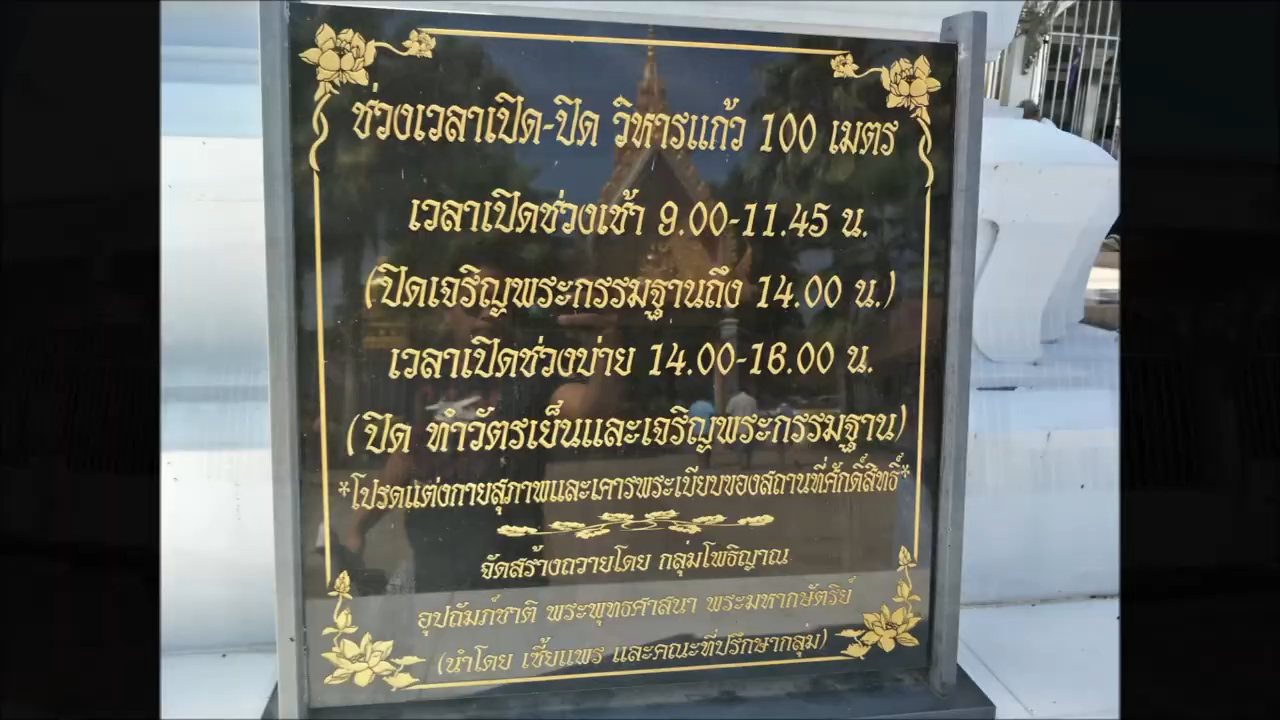 ช่วงเวลาเปิด-ปิด วิหารแก้ว 100 เมตร
เวลาเปิดช่วงเช้า 9.00-11.45 น.
(ปิดเจริญพระกรรมฐานถึง 14.00 น.)
เวลาเปิดช่วงบ่าย 14.00-16.00 น.
(ปิด ทำวัตรเย็นและเจริญพระกรรมฐาน)
*โปรดแต่งกายสุภาพและเคารพระเบียบของสถานที่ศักดิ์สิทธิ์*
จัดสร้างถวายโดย กลุ่มโพธิญาณ
อุปถัมภ์ชาติ พระพุทธศาสนา พระมหากษัตริย์
(นำโดย เซี้ยแพร และคณะที่ปรึกษากลุ่ม)